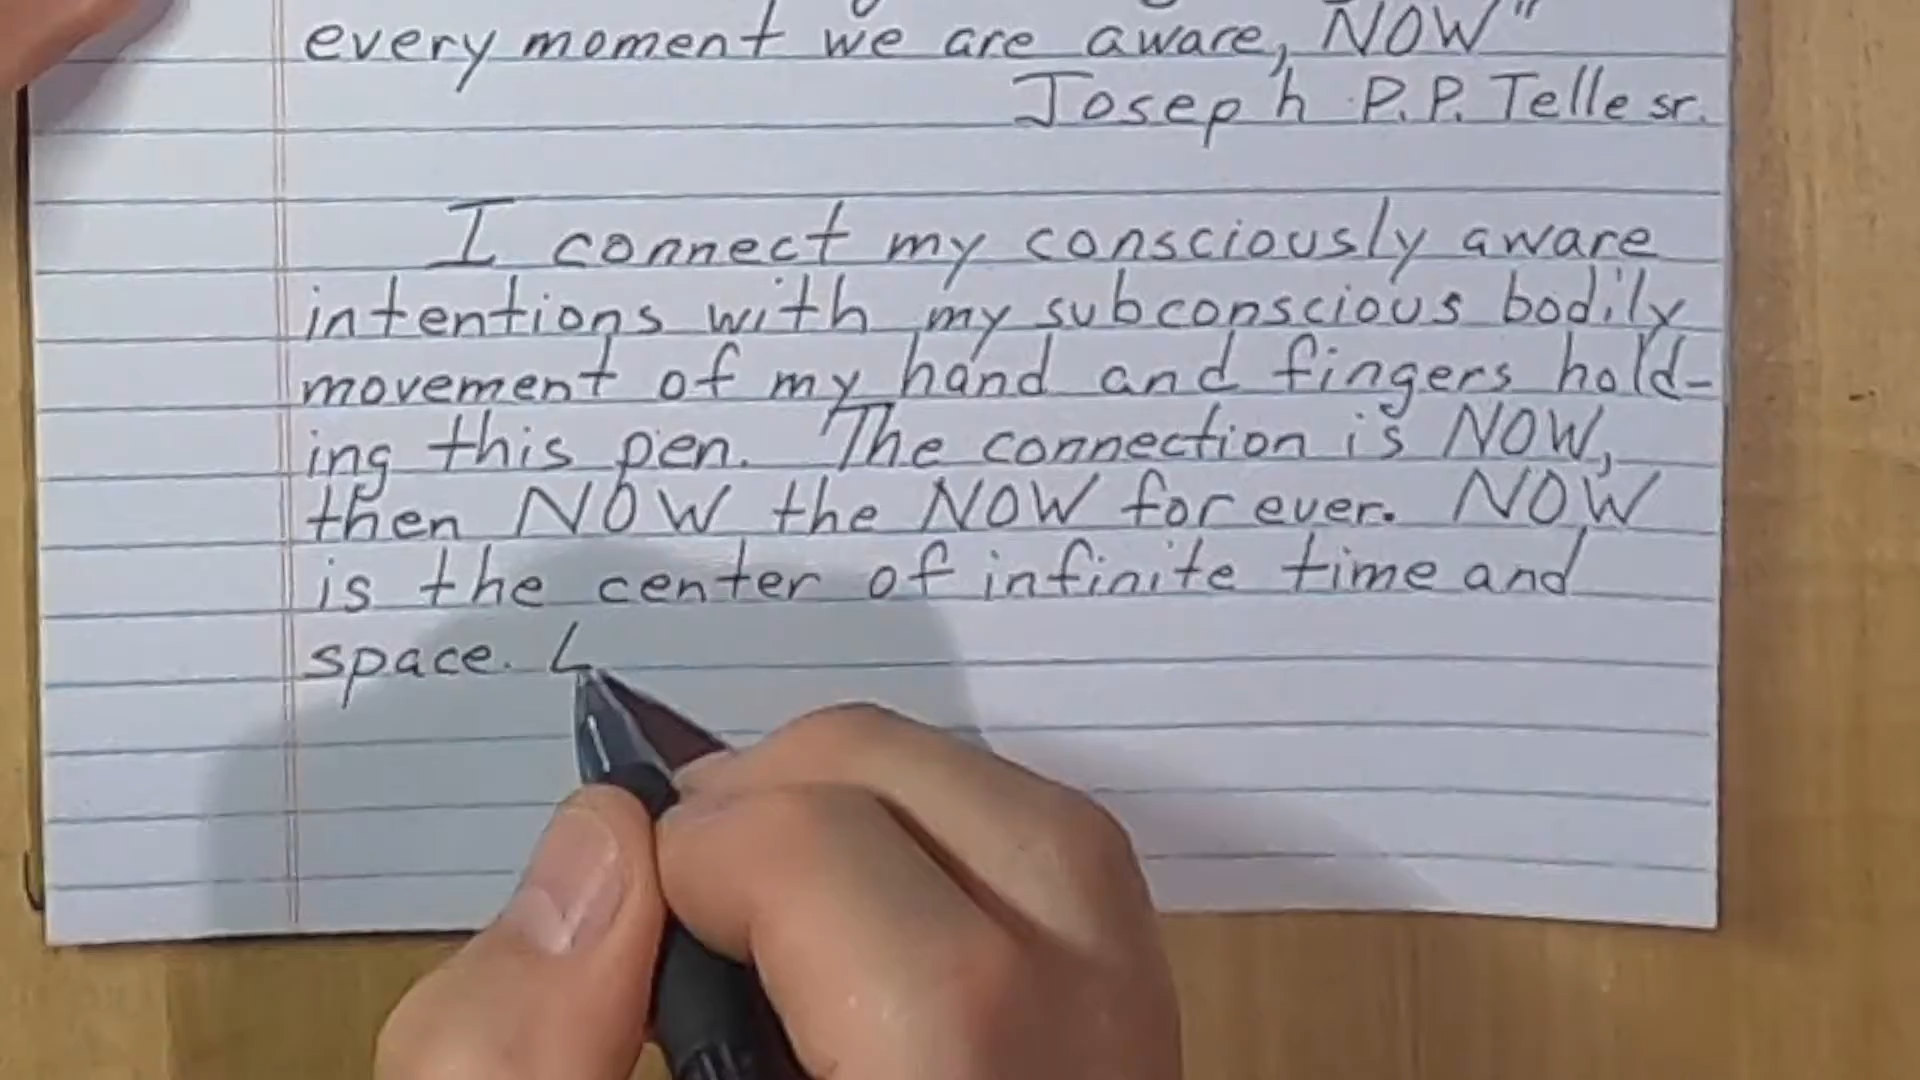 every moment we are aware, NOW"
Joseph P.P. Telle sr.
I connect my consciously aware
intentions with my subconscious bodily
movement of my hand and fingers hold-
ing this pen. The connection is NOW,
then NOW the NOW for ever. NOW
is the center of infinite time and
space. L